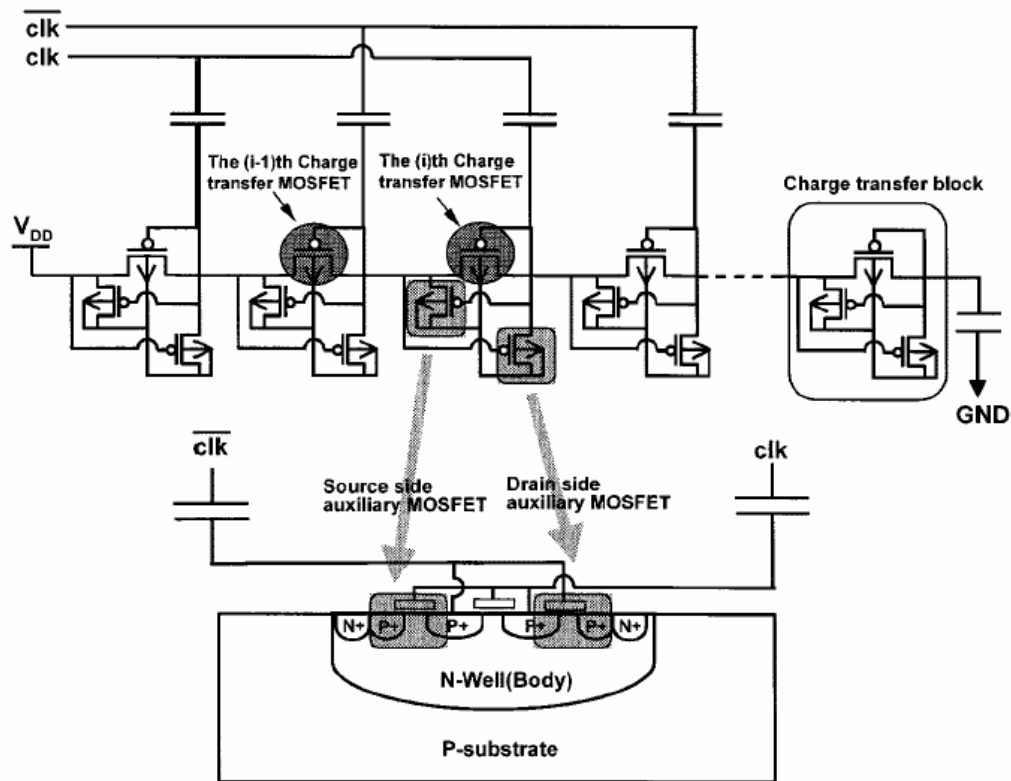 clk
clk
The (i-1)th Charge
transfer MOSFET
The (i)th Charge
transfer MOSFET
Charge transfer block
VDD
GND
clk
clk
Source side
auxiliary MOSFET
Drain side
auxiliary MOSFET
N+
P+
P+
P+
P+
N+
N-Well(Body)
P-substrate